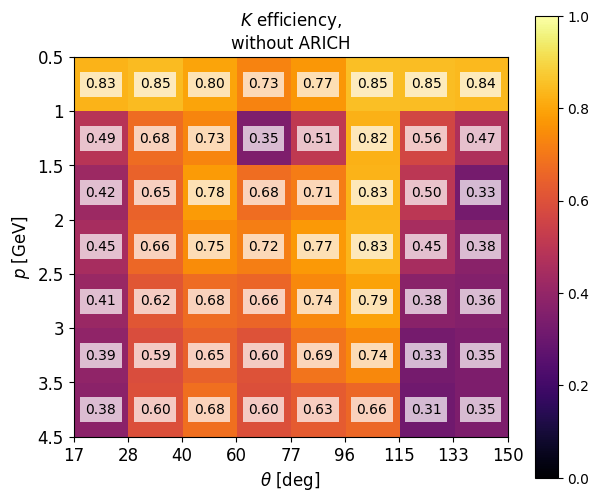 K efficiency,
without ARICH
0.5
0.83 0.85 0.80 0.73 0.77 0.85 0.85 0.84
1
0.49 0.68 0.73 0.35 0.51 0.82 0.56 0.47
1.5
0.42 0.65 0.78 0.68 0.71 0.83 0.50 0.33
2
0.45 0.66 0.75 0.72 0.77 0.83 0.45 0.38
2.5
0.41 0.62 0.68 0.66 0.74 0.79 0.38 0.36
3
0.39 0.59 0.65 0.60 0.69 0.74 0.33 0.35
3.5
0.38 0.60 0.68 0.60 0.63 0.66 0.31 0.35
4.5
p [GeV]
17 28 40 60 77 96 115 133 150
θ [deg]
1.0
0.8
0.6
0.4
0.2
0.0